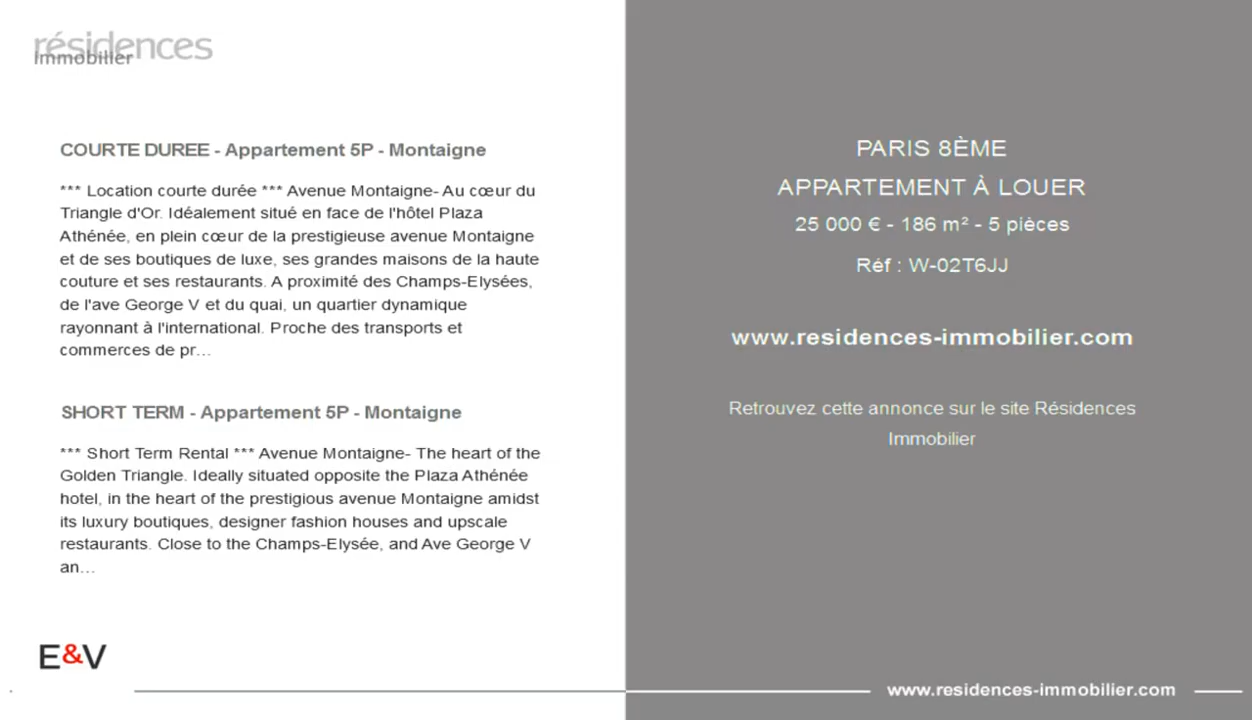 résidences
Immobilier
COURTE DUREE - Appartement 5P - Montaigne
*** Location courte durée *** Avenue Montaigne- Au cœur du
Triangle d'Or. Idéalement situé en face de l'hôtel Plaza
Athénée, en plein cœur de la prestigieuse avenue Montaigne
et de ses boutiques de luxe, ses grandes maisons de la haute
couture et ses restaurants. A proximité des Champs-Elysées,
de l'ave George V et du quai, un quartier dynamique
rayonnant à l'international. Proche des transports et
commerces de pr...
SHORT TERM - Appartement 5P - Montaigne
*** Short Term Rental *** Avenue Montaigne- The heart of the
Golden Triangle. Ideally situated opposite the Plaza Athénée
hotel, in the heart of the prestigious avenue Montaigne amidst
its luxury boutiques, designer fashion houses and upscale
restaurants. Close to the Champs-Elysée, and Ave George V
an...
E&V
PARIS 8ÈME
APPARTEMENT À LOUER
25 000 € - 186 m² - 5 pièces
Réf : W-02T6JJ
www.residences-immobilier.com
Retrouvez cette annonce sur le site Résidences
Immobilier
www.residences-immobilier.com